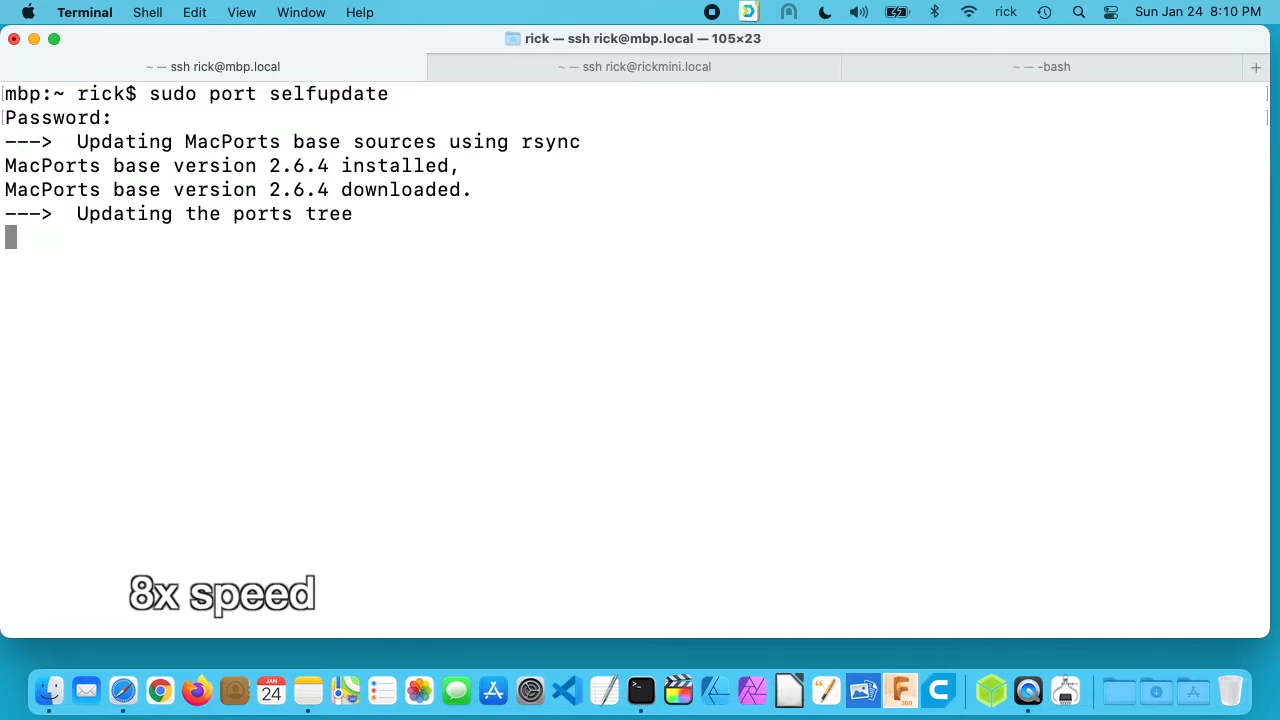 Terminal Shell Edit View Window Help rick Sun Jan 24 8:10 PM
rick — ssh rick@mbp.local — 105×23
~ — ssh rick@mbp.local ~ — ssh rick@rickmini.local ~ — -bash +
mbp:~ rick$ sudo port selfupdate
Password:
---> Updating MacPorts base sources using rsync
MacPorts base version 2.6.4 installed,
MacPorts base version 2.6.4 downloaded.
---> Updating the ports tree
8x speed
JAN
24
360